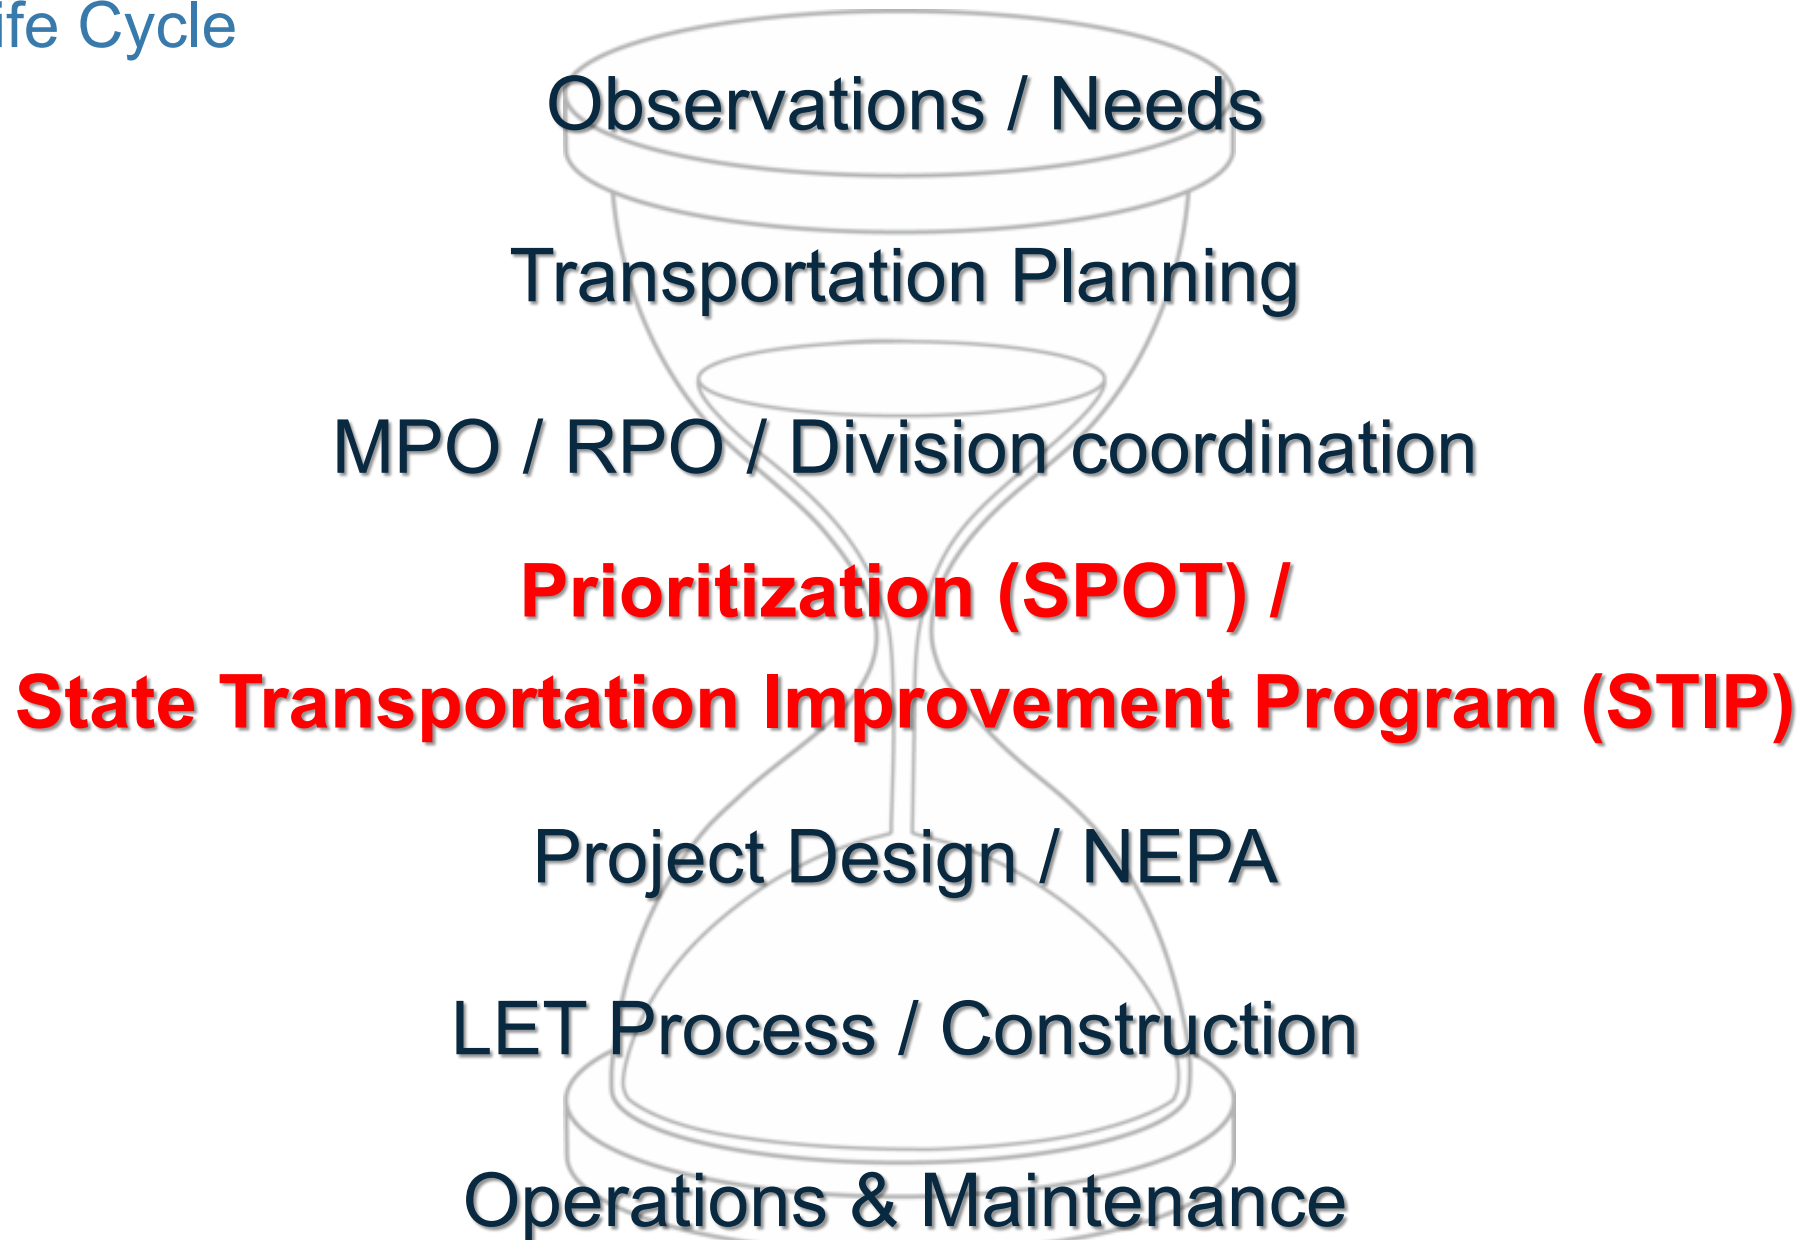 ife Cycle
Observations / Needs
Transportation Planning
MPO / RPO / Division coordination
Prioritization (SPOT) /
State Transportation Improvement Program (STIP)
Project Design / NEPA
LET Process / Construction
Operations & Maintenance